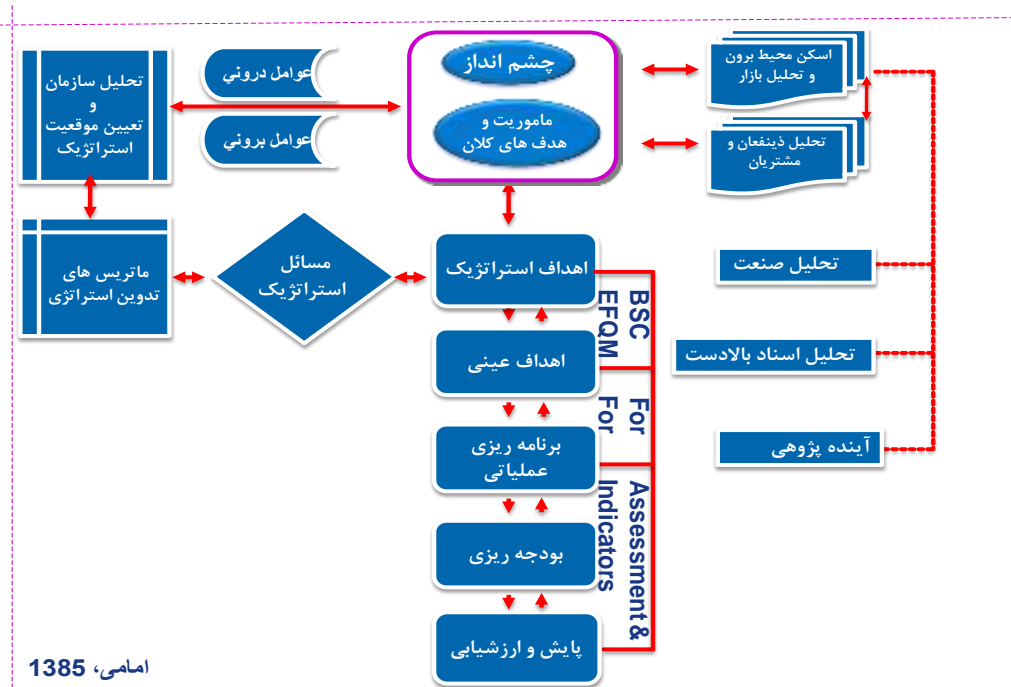 چشم انداز
ماموریت و
هدف های کلان
اسکن محیط برون
و تحلیل بازار
تحلیل ذینفعان و
مشتریان
عوامل دروني
عوامل بروني
تحلیل سازمان
و
تعیین موقعیت
استراتژیک
ماتریس های
تدوین استراتژی
مسائل
استراتژیک
اهداف استراتژیک
اهداف عینی
برنامه ریزی
عملیاتی
بودجه ریزی
پایش و ارزشیابی
BSC For Assessment &
EFQM For Indicators
تحلیل صنعت
تحلیل اسناد بالادست
آینده پژوهی
امامی، 1385